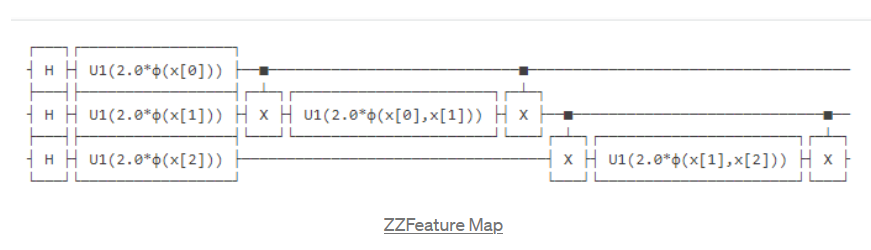 H U1(2.0*ϕ(x[0]))
H U1(2.0*ϕ(x[1])) X U1(2.0*ϕ(x[0],x[1])) X
H U1(2.0*ϕ(x[2])) X U1(2.0*ϕ(x[1],x[2])) X
ZZFeature Map